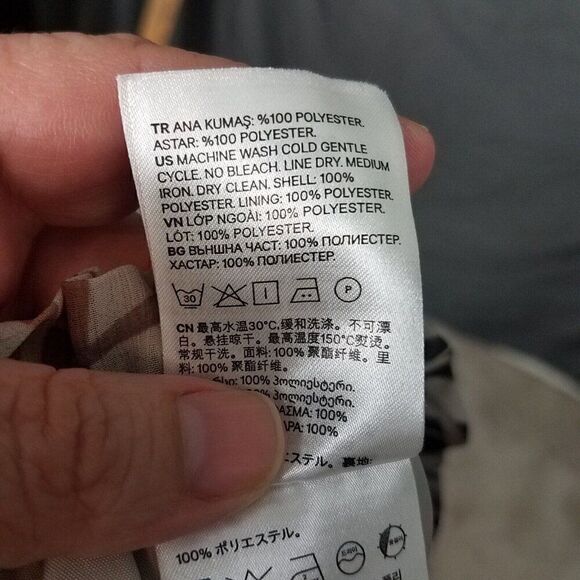 TR ANA KUMAŞ: %100 POLYESTER.
ASTAR: %100 POLYESTER.
US MACHINE WASH COLD GENTLE
CYCLE. NO BLEACH. LINE DRY. MEDIUM
IRON. DRY CLEAN. SHELL: 100%
POLYESTER. LINING: 100% POLYESTER.
VN LỚP NGOÀI: 100% POLYESTER.
LÓT: 100% POLYESTER.
BG ВЪНШНА ЧАСТ: 100% ПОЛИЕСТЕР.
ХАСТАР: 100% ПОЛИЕСТЕР.
30 P
CN 最高水温30°C,缓和洗涤。不可漂
白。悬挂晾干。最高温度150°C熨烫。
常规干洗。面料: 100% 聚酯纤维。里
料: 100% 聚酯纤维。
100% პოლიესტერი.
100% პოლიესტერი.
100%
100%
ステル。裏地:
100% ポリエステル。
드라이